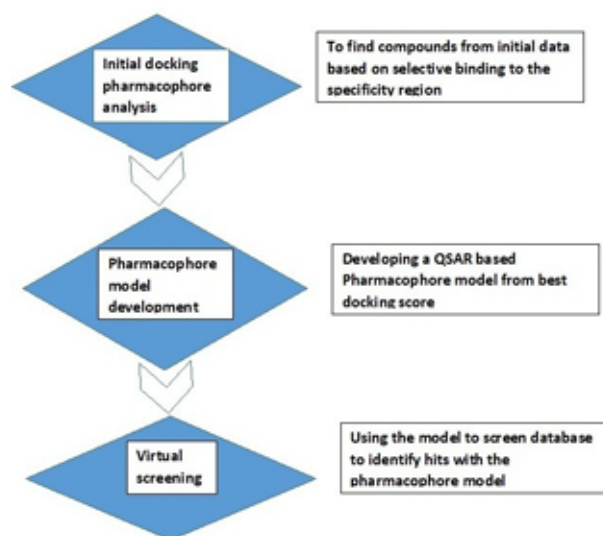 Initial docking
pharmacophore
analysis
To find compounds from initial data
based on selective binding to the
specificity region
Pharmacophore
model
development
Developing a QSAR based
Pharmacophore model from best
docking score
Virtual
screening
Using the model to screen database
to identify hits with the
pharmacophore model